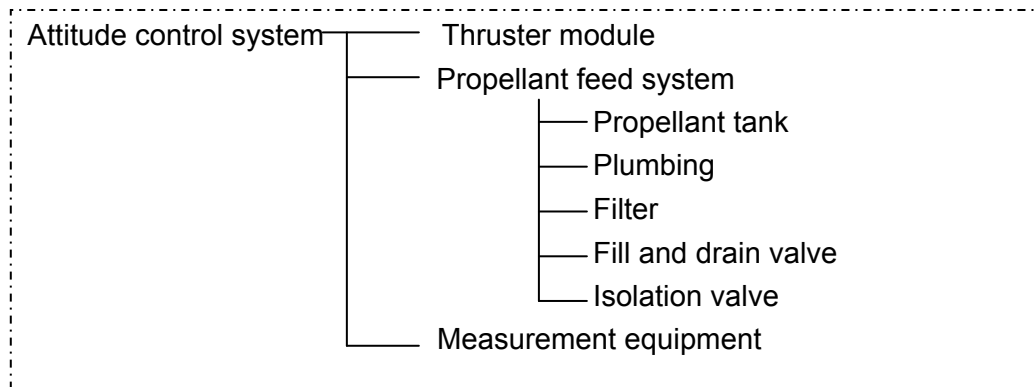 Attitude control system
Thruster module
Propellant feed system
Propellant tank
Plumbing
Filter
Fill and drain valve
Isolation valve
Measurement equipment